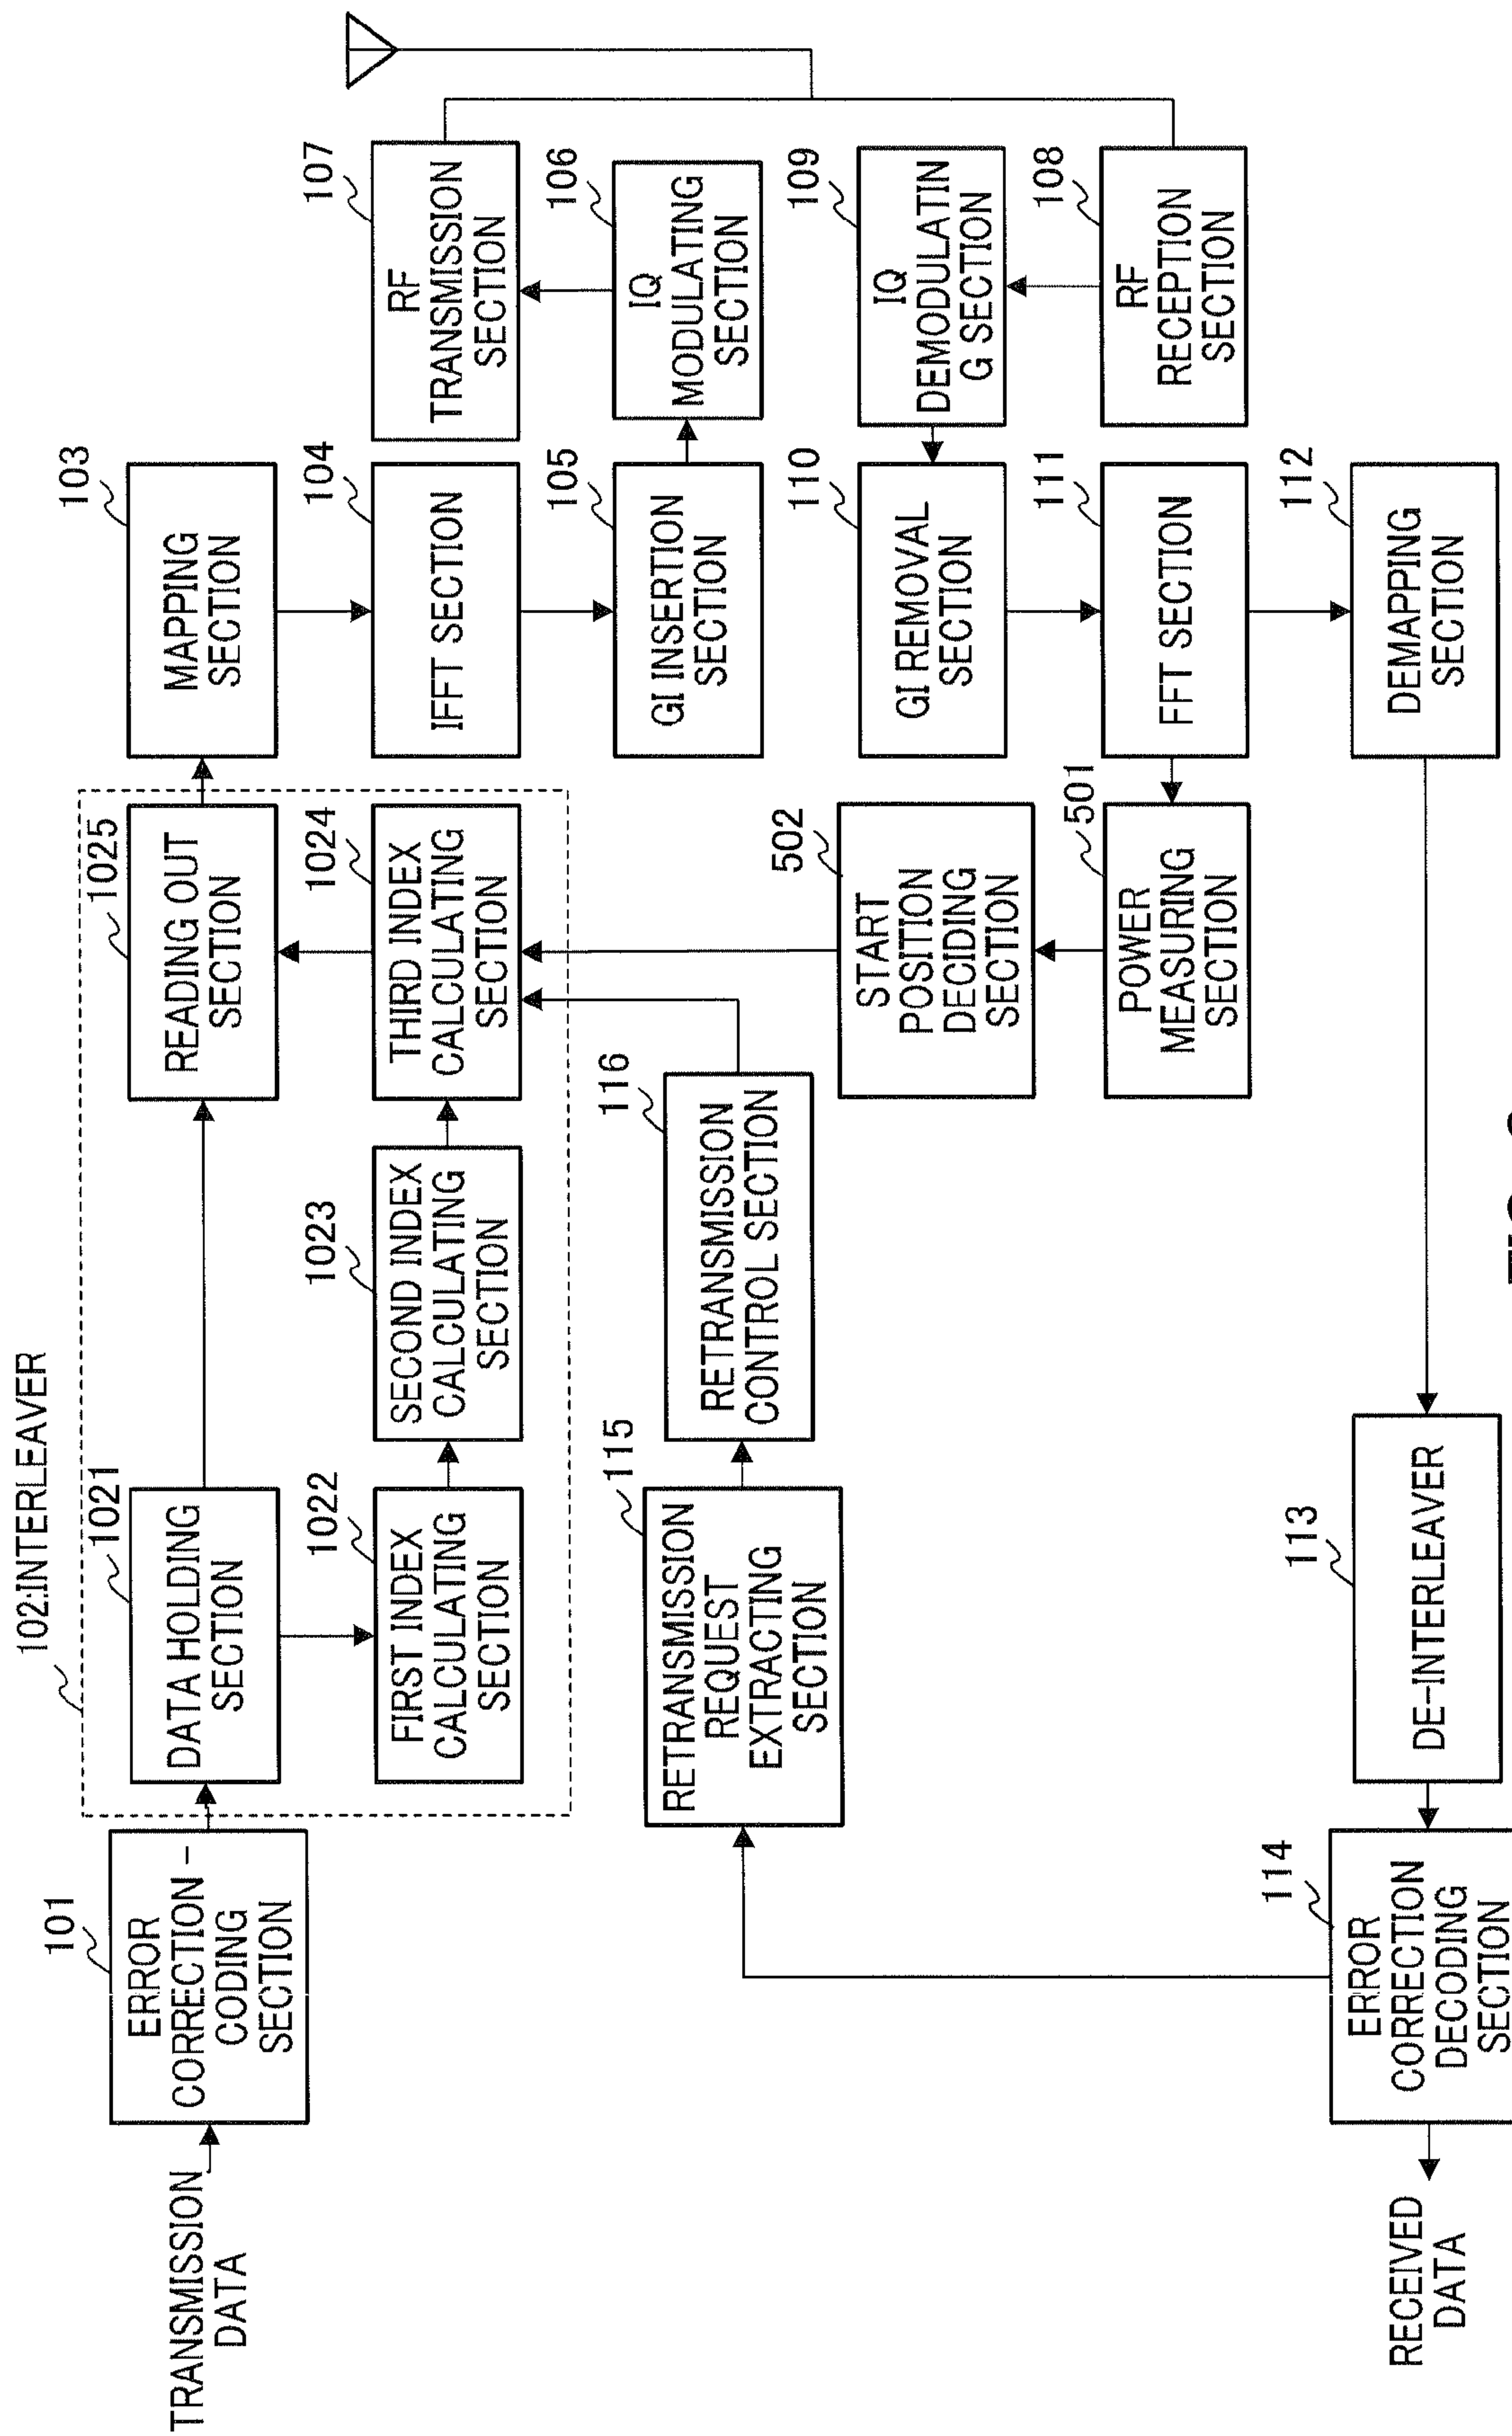 TRANSMISSION
DATA
101
ERROR
CORRECTION -
CODING
SECTION
102:INTERLEAVER
1021
DATA HOLDING
SECTION
1022
FIRST INDEX
CALCULATING
SECTION
1023
SECOND INDEX
CALCULATING
SECTION
1024
THIRD INDEX
CALCULATING
SECTION
1025
READING OUT
SECTION
103
MAPPING
SECTION
104
IFFT SECTION
105
GI INSERTION
SECTION
106
IQ
MODULATING
SECTION
107
RF
TRANSMISSION
SECTION
108
RF
RECEPTION
SECTION
109
IQ
DEMODULATIN
G SECTION
110
GI REMOVAL
SECTION
111
FFT SECTION
112
DEMAPPING
SECTION
501
POWER
MEASURING
SECTION
502
START
POSITION
DECIDING
SECTION
116
RETRANSMISSION
CONTROL SECTION
115
RETRANSMISSION
REQUEST
EXTRACTING
SECTION
113
DE-INTERLEAVER
114
ERROR
CORRECTION
DECODING
SECTION
RECEIVED
DATA